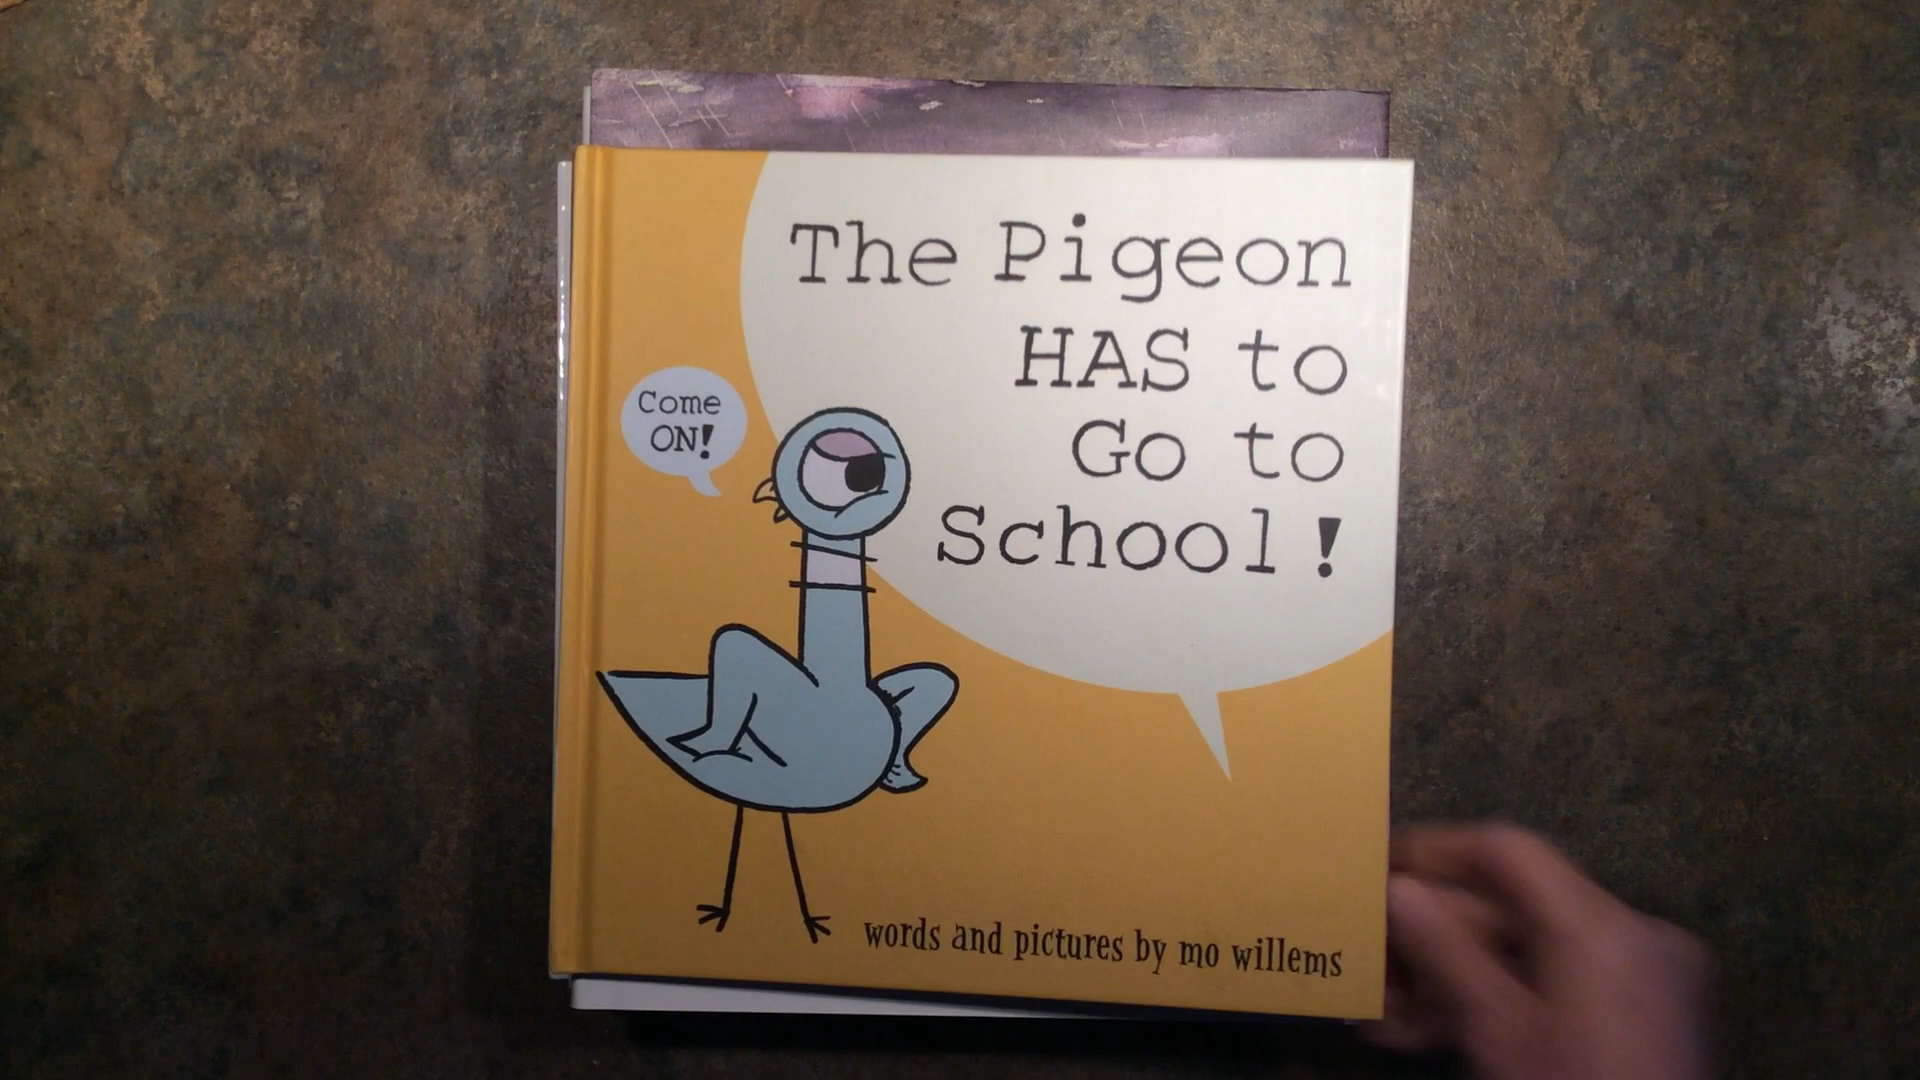 The Pigeon
HAS to
Go to
School!
Come
ON!
words and pictures by mo willems